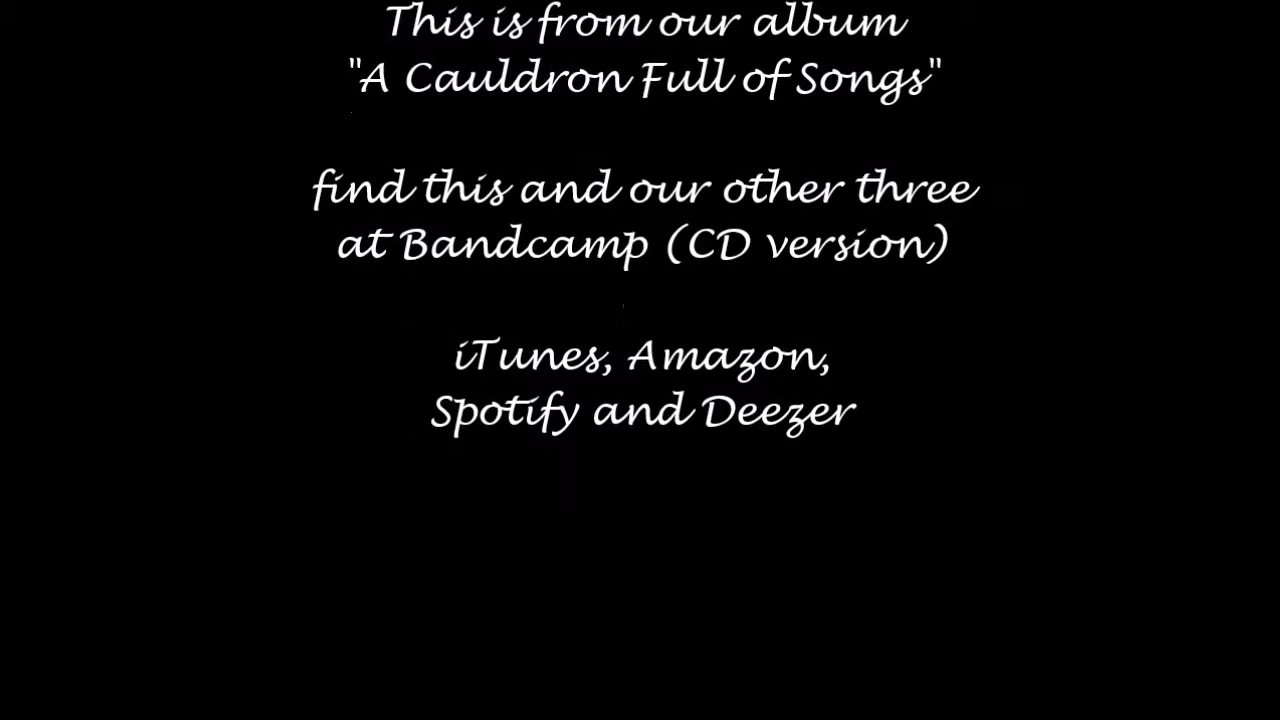 This is from our album
"A Cauldron Full of Songs"
find this and our other three
at Bandcamp (CD version)
iTunes, Amazon,
Spotify and Deezer